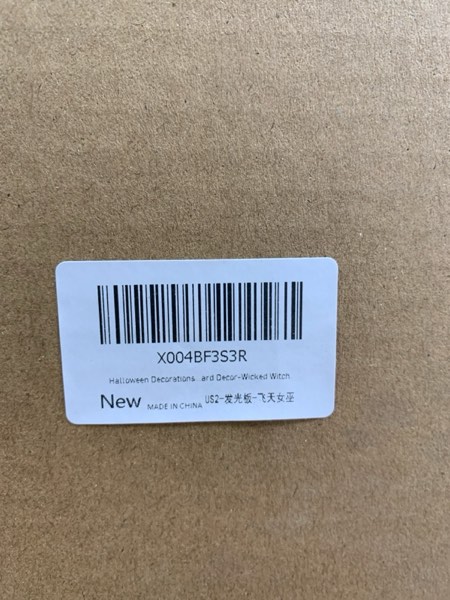 X004BF3S3R
Halloween Decorations ...ard Decor-Wicked Witch
New MADE IN CHINA US2-发光板-飞天女巫